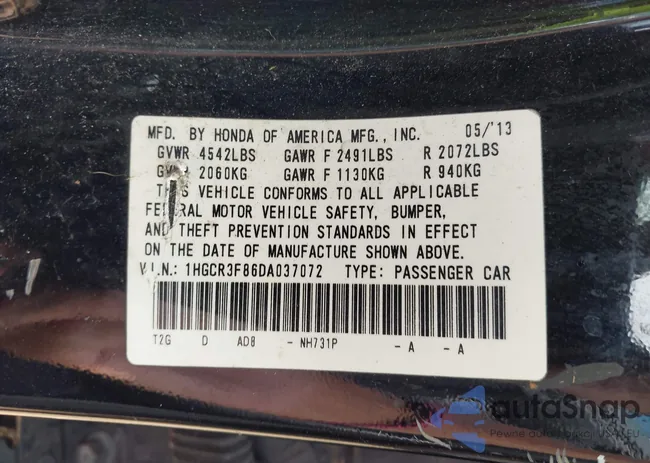 MFD. BY HONDA OF AMERICA MFG., INC. 05/'13
GVWR 4542LBS GAWR F 2491LBS R 2072LBS
2060KG GAWR F 1130KG R 940KG
VEHICLE CONFORMS TO ALL APPLICABLE
MOTOR VEHICLE SAFETY, BUMPER,
AND THEFT PREVENTION STANDARDS IN EFFECT
ON THE DATE OF MANUFACTURE SHOWN ABOVE.
V.I.N.: 1HGCR3F86DA037072 TYPE: PASSENGER CAR
T2G D AD8 - NH731P - A - A
autoSnap